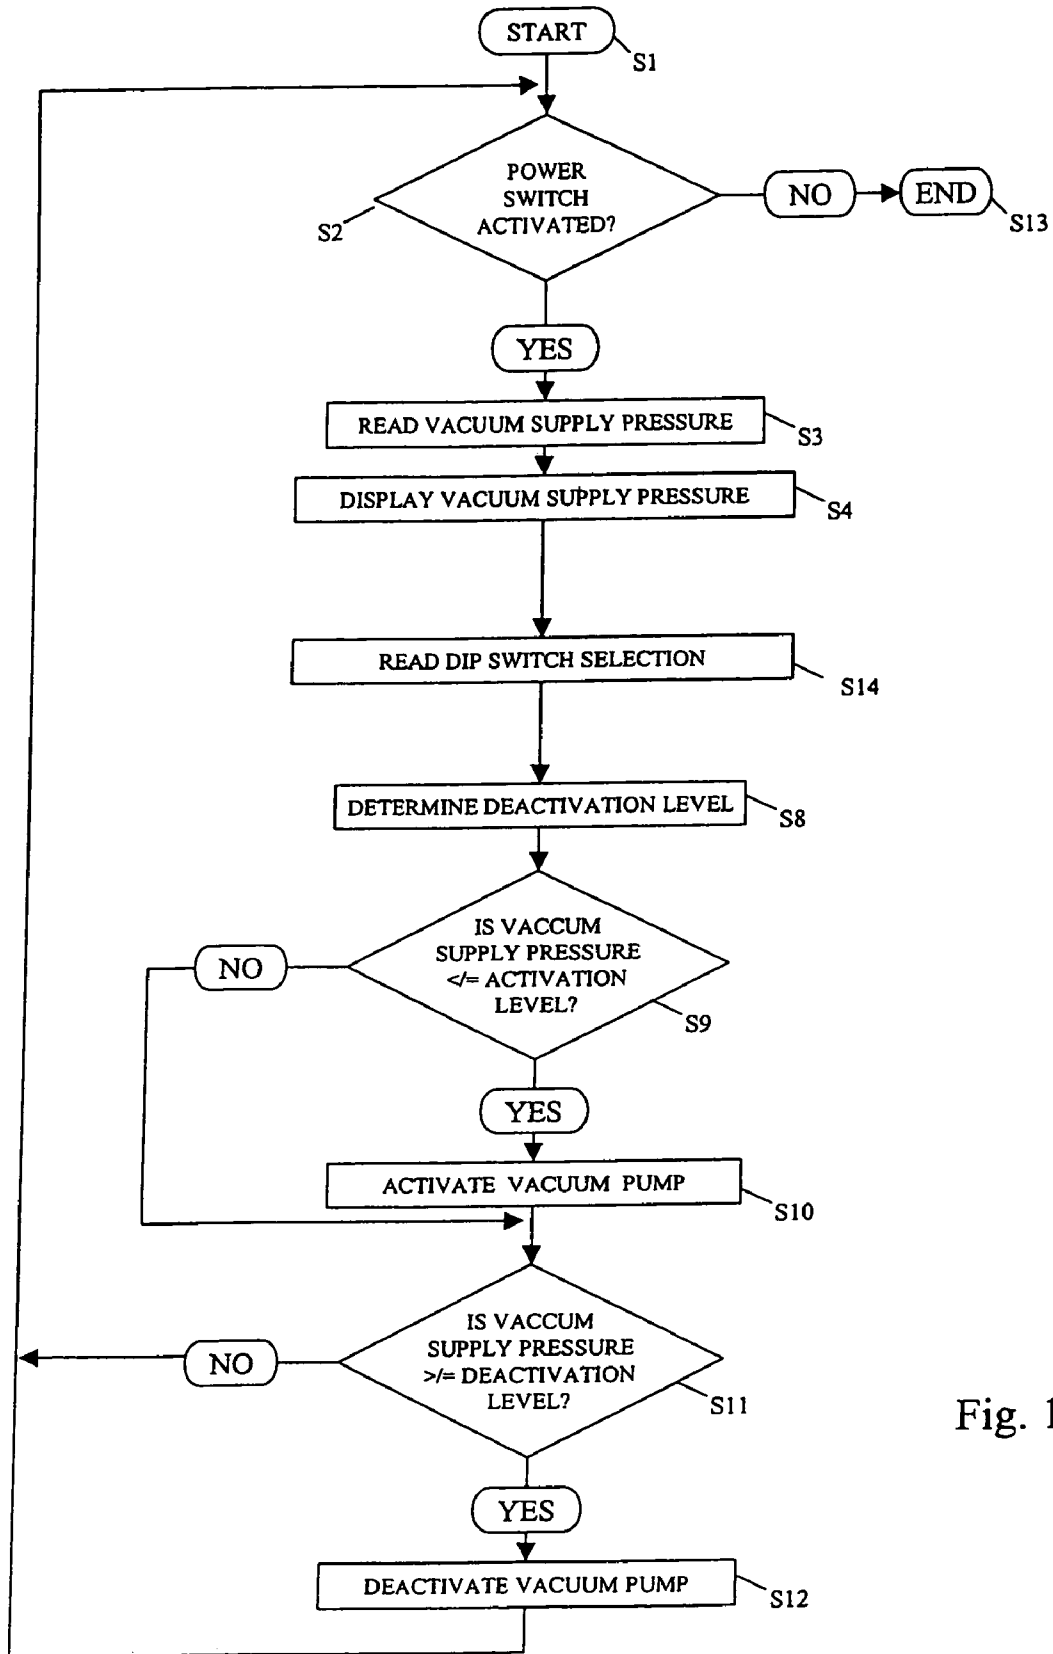 START
S1
POWER
SWITCH
ACTIVATED?
S2
NO
END
S13
YES
READ VACUUM SUPPLY PRESSURE
S3
DISPLAY VACUUM SUPPLY PRESSURE
S4
READ DIP SWITCH SELECTION
S14
DETERMINE DEACTIVATION LEVEL
S8
IS VACCUM
SUPPLY PRESSURE
</= ACTIVATION
LEVEL?
NO
S9
YES
ACTIVATE VACUUM PUMP
S10
IS VACCUM
SUPPLY PRESSURE
>/= DEACTIVATION
LEVEL?
NO
S11
Fig. 1
YES
DEACTIVATE VACUUM PUMP
S12